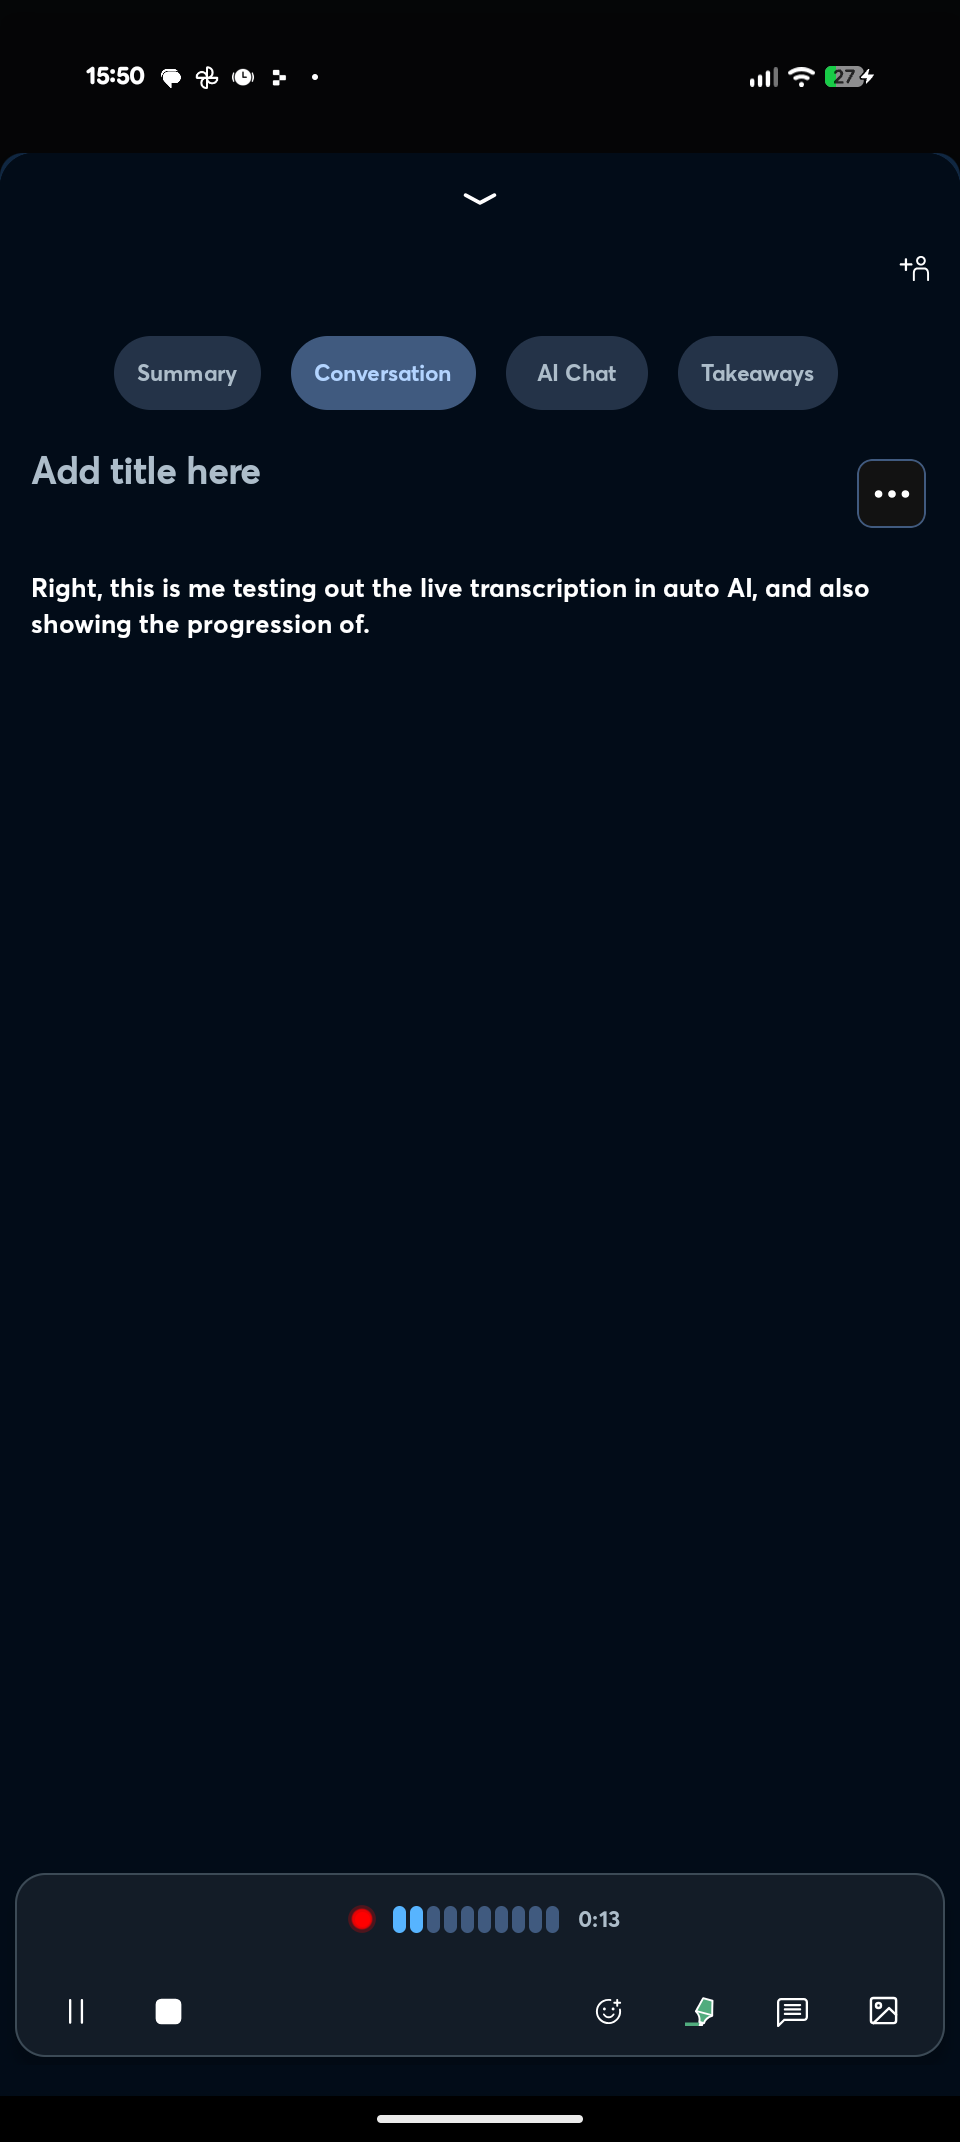 15:50
27
Summary Conversation AI Chat Takeaways
Add title here
Right, this is me testing out the live transcription in auto AI, and also
showing the progression of.
0:13